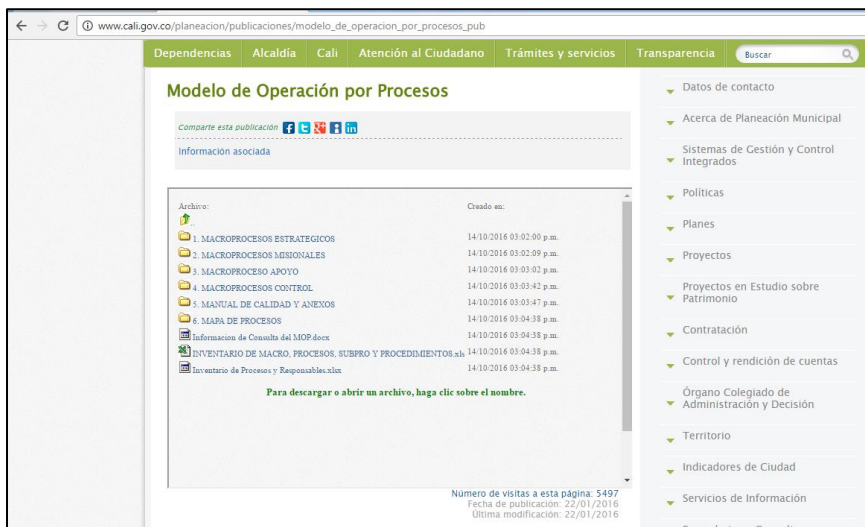 www.cali.gov.co/planeacion/publicaciones/modelo_de_operacion_por_procesos_pub
Dependencias Alcaldía Cali Atención al Ciudadano Trámites y servicios Transparencia Buscar
Modelo de Operación por Procesos
Comparte esta publicación
Información asociada
Archivo: Creado en:
..
1. MACROPROCESOS ESTRATEGICOS 14/10/2016 03:02:00 p.m.
2. MACROPROCESOS MISIONALES 14/10/2016 03:02:09 p.m.
3. MACROPROCESO APOYO 14/10/2016 03:03:02 p.m.
4. MACROPROCESOS CONTROL 14/10/2016 03:03:42 p.m.
5. MANUAL DE CALIDAD Y ANEXOS 14/10/2016 03:03:47 p.m.
6. MAPA DE PROCESOS 14/10/2016 03:04:38 p.m.
Informacion de Consulta del MOP.docx 14/10/2016 03:04:38 p.m.
INVENTARIO DE MACRO, PROCESOS, SUBPRO Y PROCEDIMIENTOS.xls 14/10/2016 03:04:38 p.m.
Inventario de Procesos y Responsables.xlsx 14/10/2016 03:04:38 p.m.
Para descargar o abrir un archivo, haga clic sobre el nombre.
Número de visitas a esta página: 5497
Fecha de publicación: 22/01/2016
Última modificación: 22/01/2016
Datos de contacto
Acerca de Planeación Municipal
Sistemas de Gestión y Control
Integrados
Políticas
Planes
Proyectos
Proyectos en Estudio sobre
Patrimonio
Contratación
Control y rendición de cuentas
Órgano Colegiado de
Administración y Decisión
Territorio
Indicadores de Ciudad
Servicios de Información